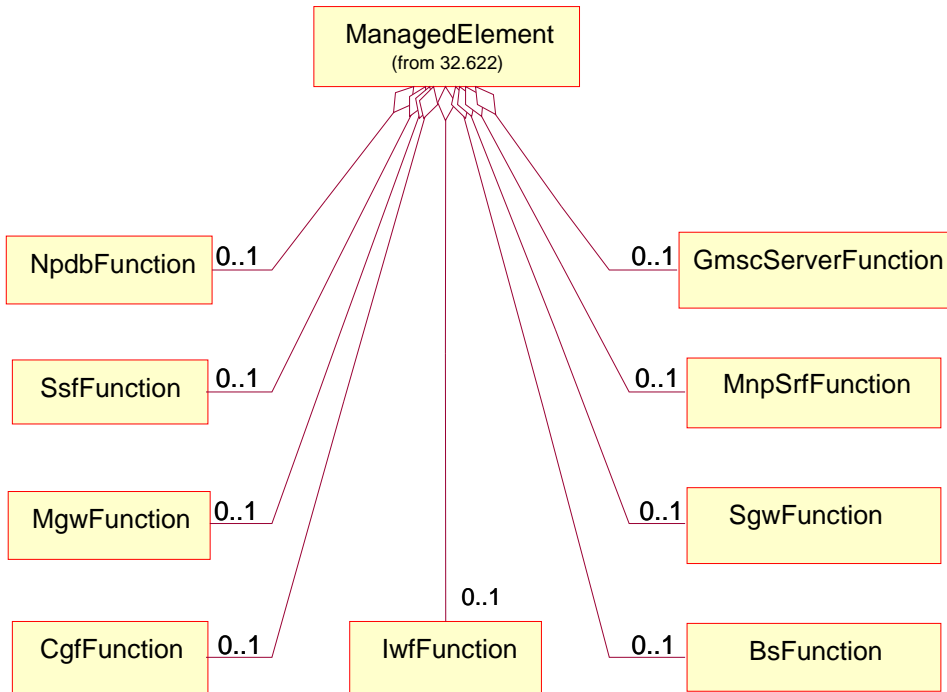 ManagedElement
(from 32.622)
NpdbFunction
0..1
0..1
GmscServerFunction
SsfFunction
0..1
0..1
MnpSrfFunction
MgwFunction
0..1
0..1
SgwFunction
CgfFunction
0..1
0..1
IwfFunction
0..1
BsFunction